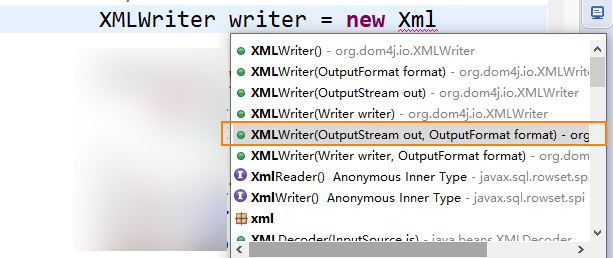 XMLWriter writer = new Xml
XMLWriter() - org.dom4j.io.XMLWriter
XMLWriter(OutputFormat format) - org.dom4j.io.XMLWrite
XMLWriter(OutputStream out) - org.dom4j.io.XMLWriter
XMLWriter(Writer writer) - org.dom4j.io.XMLWriter
XMLWriter(OutputStream out, OutputFormat format) - org
XMLWriter(Writer writer, OutputFormat format) - org.dom
XmlReader() Anonymous Inner Type - javax.sql.rowset.spi
XmlWriter() Anonymous Inner Type - javax.sql.rowset.spi
xml
XMLDecoder(InputSource is) - java.beans.XMLDecoder